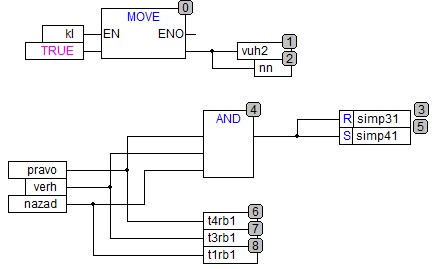 MOVE 0
kl EN ENO
TRUE vuh2 1
nn 2
AND 4
R simp31 3
S simp41 5
pravo
verh
nazad
t4rb1 6
t3rb1 7
t1rb1 8